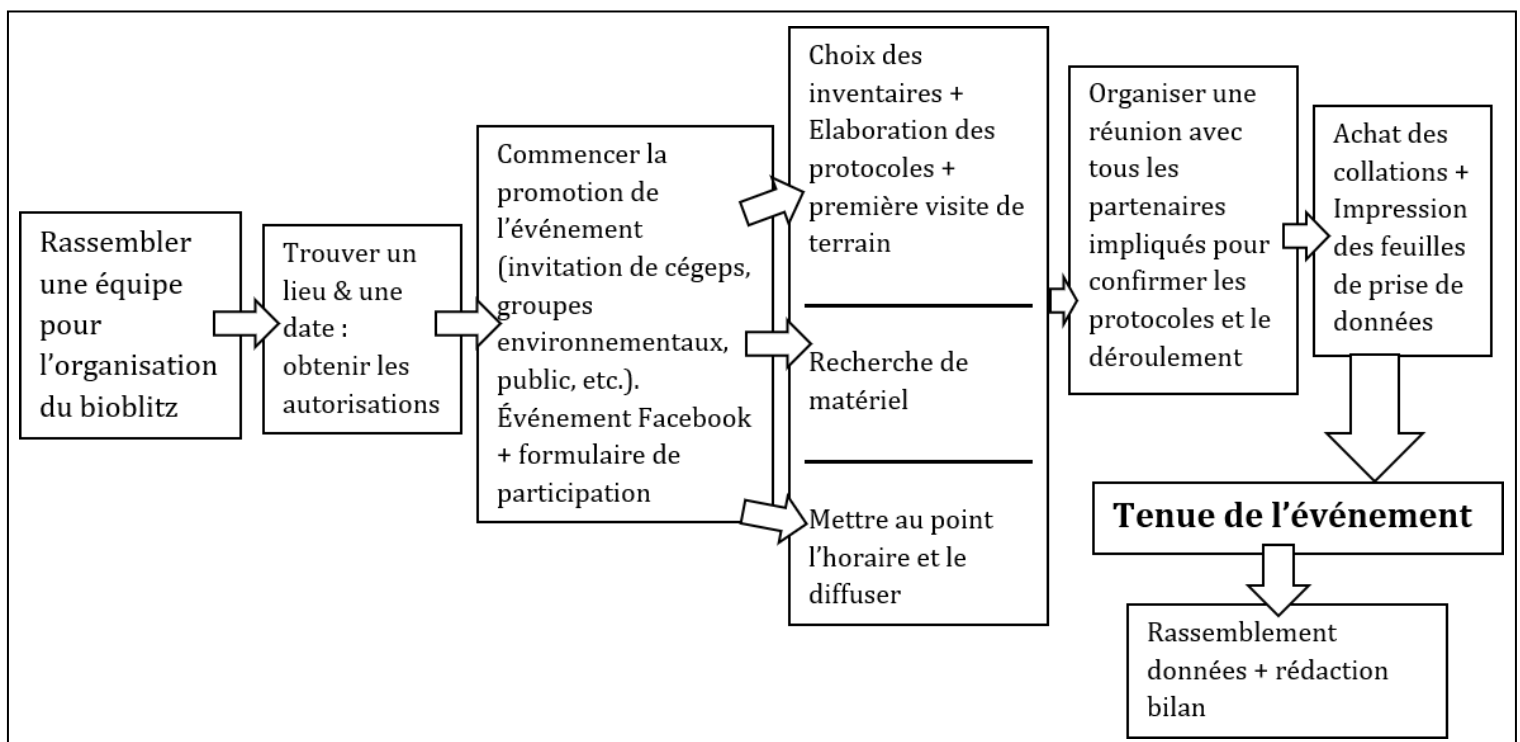 Rassembler
une équipe
pour
l’organisation
du bioblitz
Trouver un
lieu & une
date :
obtenir les
autorisations
Commencer la
promotion de
l’événement
(invitation de cégeps,
groupes
environnementaux,
public, etc.).
Événement Facebook
+ formulaire de
participation
Choix des
inventaires +
Elaboration des
protocoles +
première visite de
terrain
Recherche de
matériel
Mettre au point
l’horaire et le
diffuser
Organiser une
réunion avec
tous les
partenaires
impliqués pour
confirmer les
protocoles et le
déroulement
Achat des
collations +
Impression
des feuilles
de prise de
données
Tenue de l’événement
Rassemblement
données + rédaction
bilan